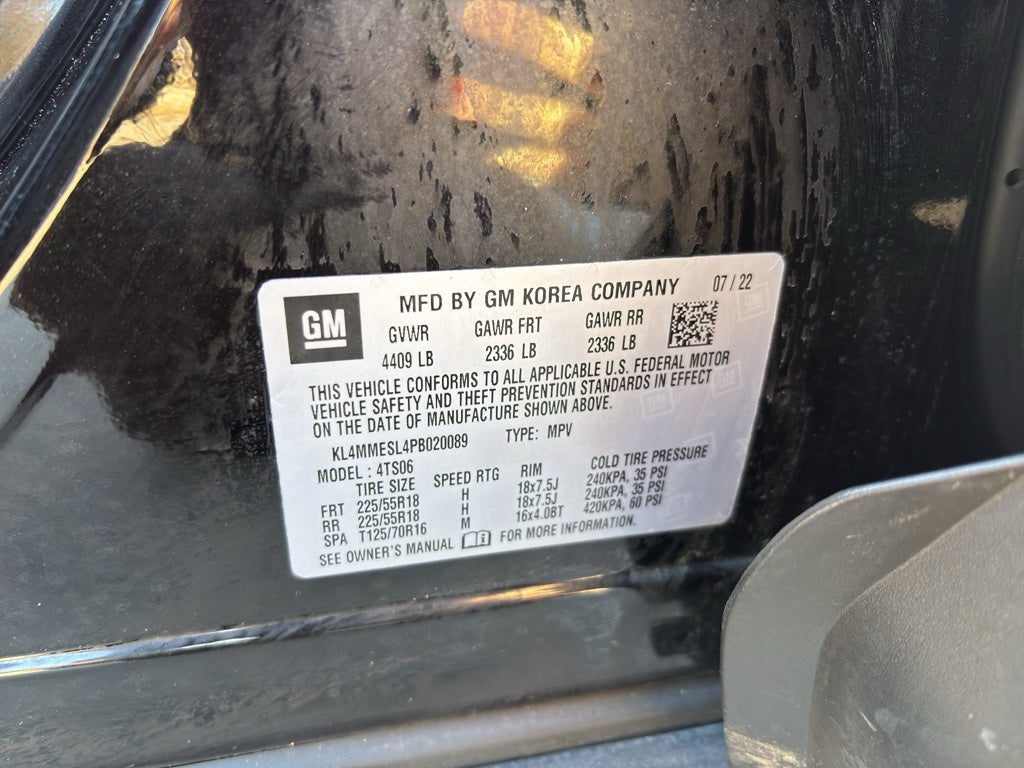 GM
MFD BY GM KOREA COMPANY 07 / 22
GVWR GAWR FRT GAWR RR
4409 LB 2336 LB 2336 LB
THIS VEHICLE CONFORMS TO ALL APPLICABLE U.S. FEDERAL MOTOR
VEHICLE SAFETY AND THEFT PREVENTION STANDARDS IN EFFECT
ON THE DATE OF MANUFACTURE SHOWN ABOVE.
KL4MMESL4PB020089 TYPE: MPV
MODEL : 4TS06
TIRE SIZE SPEED RTG RIM COLD TIRE PRESSURE
FRT 225/55R18 H 18x7.5J 240KPA, 35 PSI
RR 225/55R18 H 18x7.5J 240KPA, 35 PSI
SPA T125/70R16 M 16x4.0BT 420KPA, 60 PSI
SEE OWNER'S MANUAL FOR MORE INFORMATION.